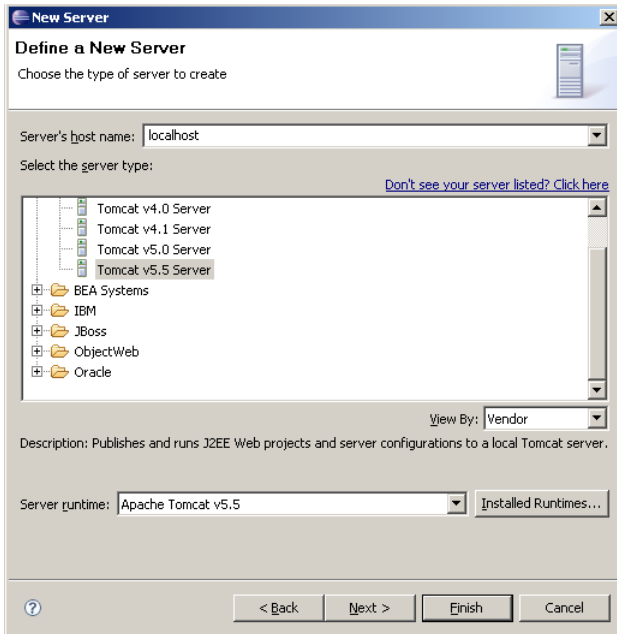 New Server
Define a New Server
Choose the type of server to create
Server's host name: localhost
Select the server type:
Don't see your server listed? Click here
Tomcat v4.0 Server
Tomcat v4.1 Server
Tomcat v5.0 Server
Tomcat v5.5 Server
BEA Systems
IBM
JBoss
ObjectWeb
Oracle
View By: Vendor
Description: Publishes and runs J2EE Web projects and server configurations to a local Tomcat server.
Server runtime: Apache Tomcat v5.5 Installed Runtimes...
? < Back Next > Finish Cancel